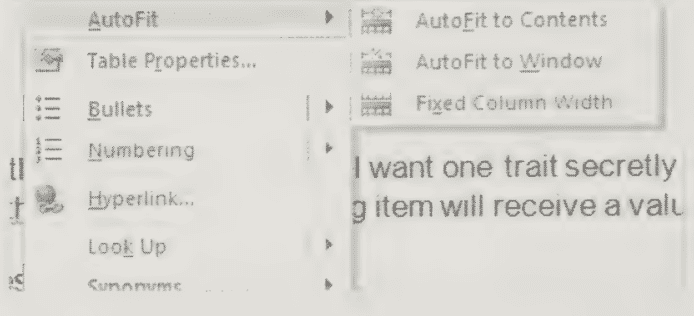 AutoFit
AutoFit to Contents
Table Properties...
AutoFit to Window
Bullets
Fixed Column Width
Numbering
I want one trait secretly
Hyperlink...
g item will receive a valu
Look Up
Synonyms